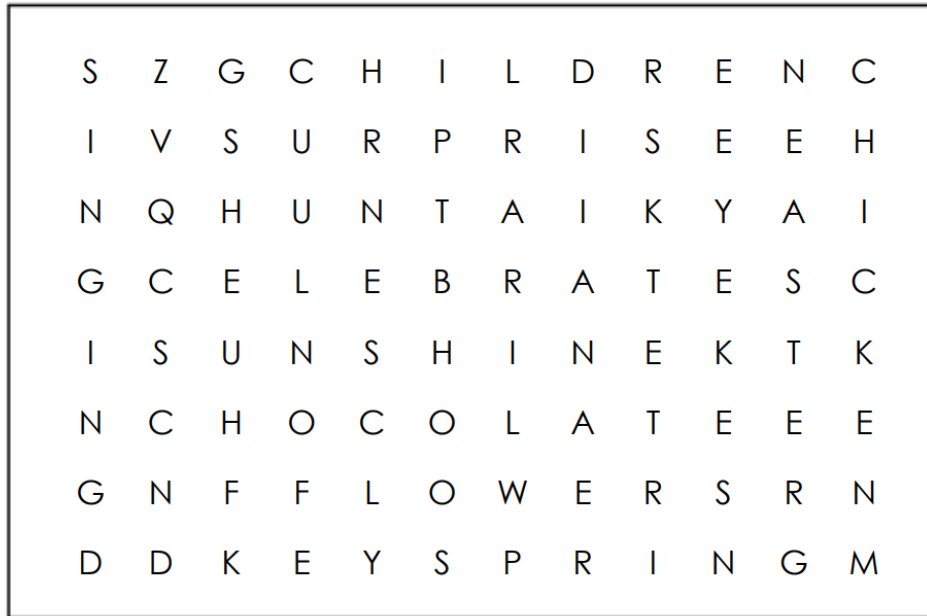 S Z G C H I L D R E N C
I V S U R P R I S E E H
N Q H U N T A I K Y A I
G C E L E B R A T E S C
I S U N S H I N E K T K
N C H O C O L A T E E E
G N F F L O W E R S R N
D D K E Y S P R I N G M